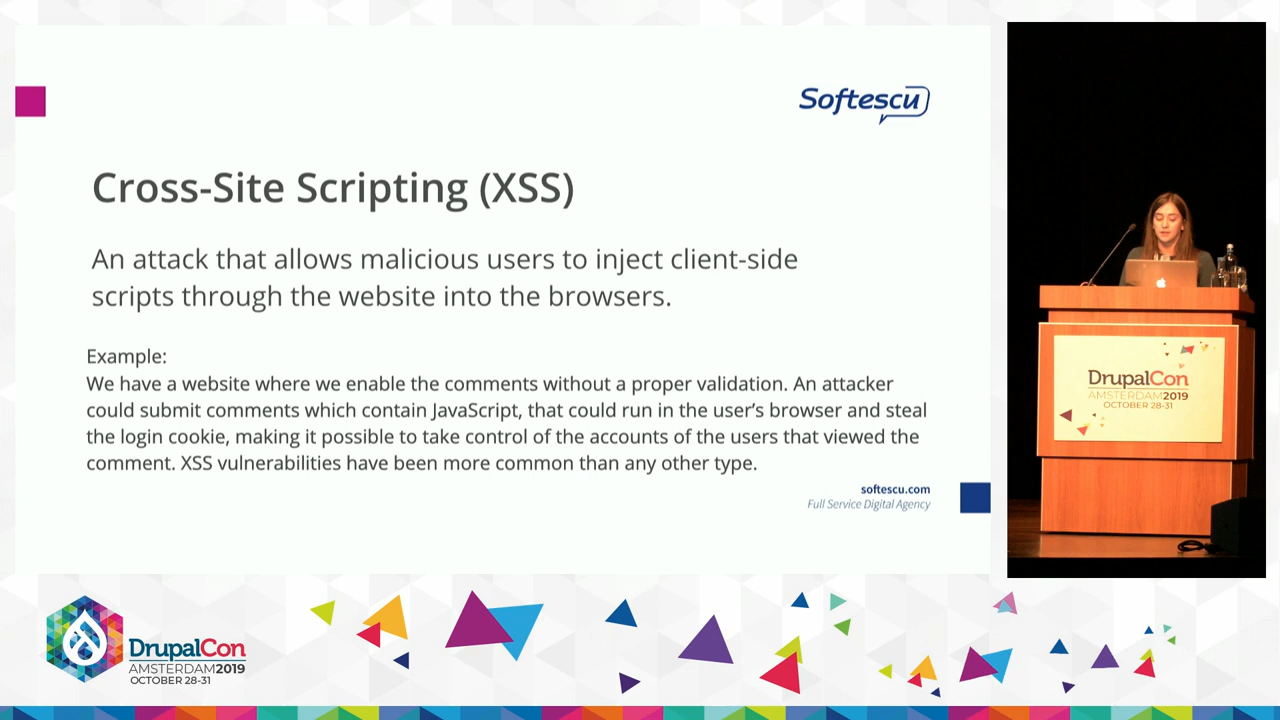 Softescu
Cross-Site Scripting (XSS)
An attack that allows malicious users to inject client-side
scripts through the website into the browsers.
Example:
We have a website where we enable the comments without a proper validation. An attacker
could submit comments which contain JavaScript, that could run in the user’s browser and steal
the login cookie, making it possible to take control of the accounts of the users that viewed the
comment. XSS vulnerabilities have been more common than any other type.
softescu.com
Full Service Digital Agency
DrupalCon
AMSTERDAM2019
OCTOBER 28-31
DrupalCon
AMSTERDAM2019
OCTOBER 28-31